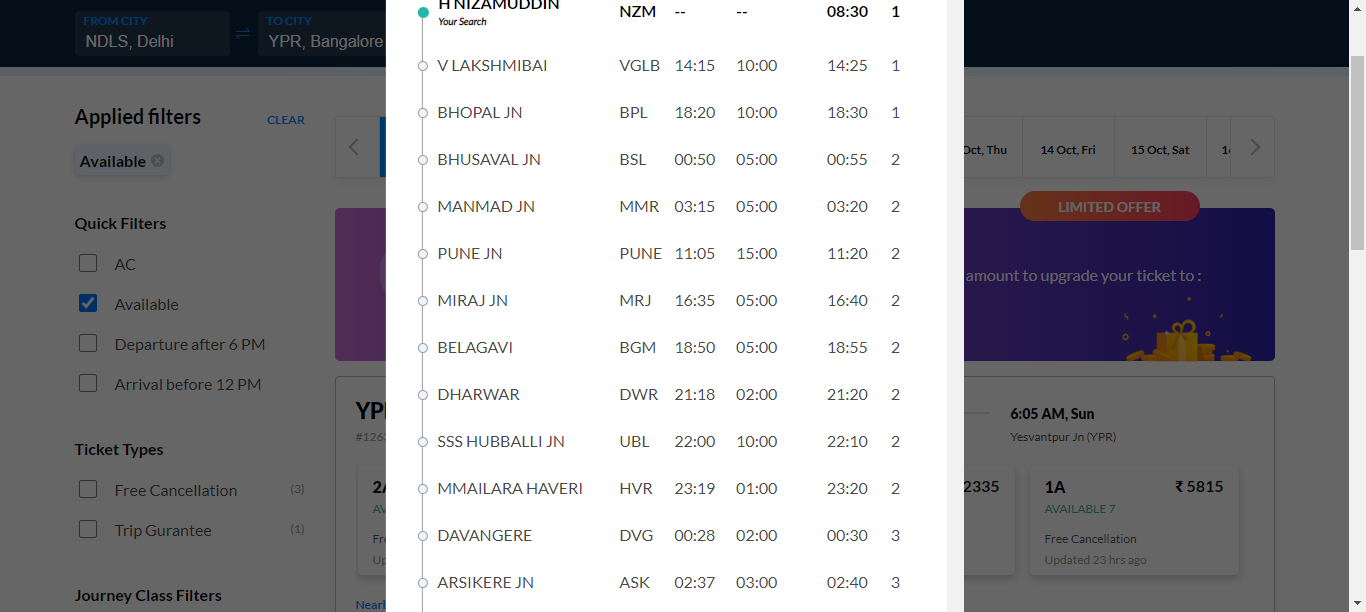 FROM CITY
NDLS, Delhi
TO CITY
YPR, Bangalore
H NIZAMUDDIN NZM -- -- 08:30 1
Your Search
V LAKSHMIBAI VGLB 14:15 10:00 14:25 1
BHOPAL JN BPL 18:20 10:00 18:30 1
BHUSAVAL JN BSL 00:50 05:00 00:55 2
MANMAD JN MMR 03:15 05:00 03:20 2
PUNE JN PUNE 11:05 15:00 11:20 2
MIRAJ JN MRJ 16:35 05:00 16:40 2
BELAGAVI BGM 18:50 05:00 18:55 2
DHARWAR DWR 21:18 02:00 21:20 2
SSS HUBBALLI JN UBL 22:00 10:00 22:10 2
MMAILARA HAVERI HVR 23:19 01:00 23:20 2
DAVANGERE DVG 00:28 02:00 00:30 3
ARSIKERE JN ASK 02:37 03:00 02:40 3
Applied filters
CLEAR
Available
Quick Filters
AC
Available
Departure after 6 PM
Arrival before 12 PM
Ticket Types
Free Cancellation (3)
Trip Gurantee (1)
Journey Class Filters
Oct, Thu
14 Oct, Fri
15 Oct, Sat
LIMITED OFFER
amount to upgrade your ticket to :
6:05 AM, Sun
Yesvantpur Jn (YPR)
2335
1A ₹ 5815
AVAILABLE 7
Free Cancellation
Updated 23 hrs ago